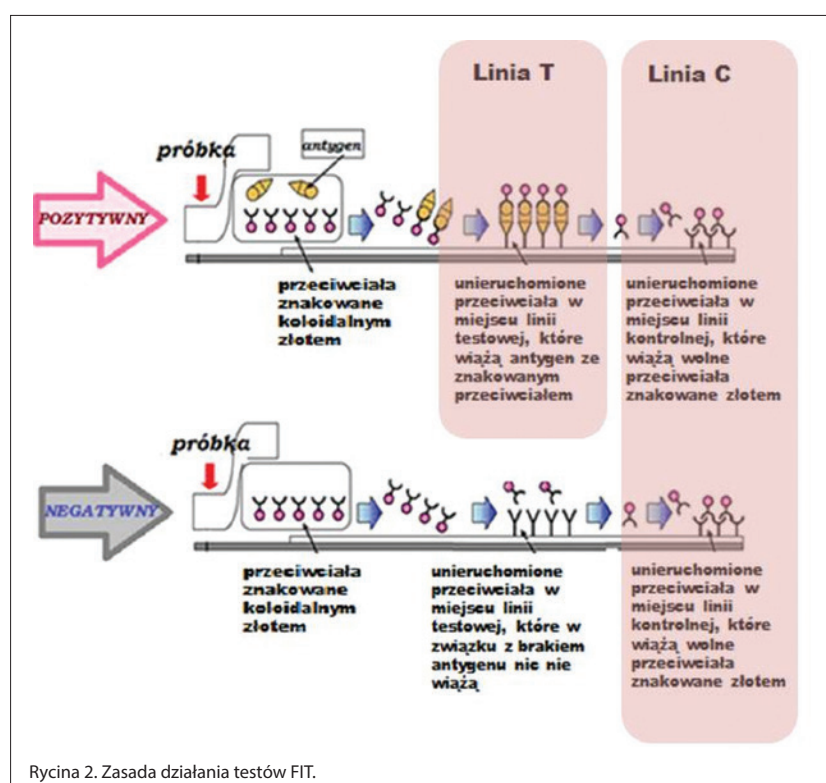 Linia T
Linia C
próbka
antygen
POZYTYWNY
przeciwciała
znakowane
koloidalnym
złotem
unieruchomione
przeciwciała w
miejscu linii
testowej, które
wiążą antygen ze
znakowanym
przeciwciałem
unieruchomione
przeciwciała w
miejscu linii
kontrolnej, które
wiążą wolne
przeciwciała
znakowane złotem
próbka
NEGATYWNY
przeciwciała
znakowane
koloidalnym
złotem
unieruchomione
przeciwciała w
miejscu linii
testowej, które w
związku z brakiem
antygenu nic nie
wiążą
unieruchomione
przeciwciała w
miejscu linii
kontrolnej, które
wiążą wolne
przeciwciała
znakowane złotem
Rycina 2. Zasada działania testów FIT.